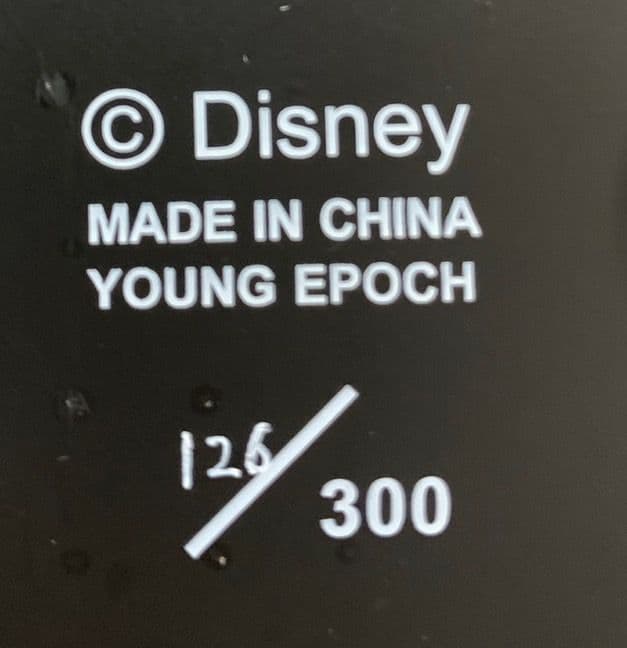 © Disney
MADE IN CHINA
YOUNG EPOCH
126/300